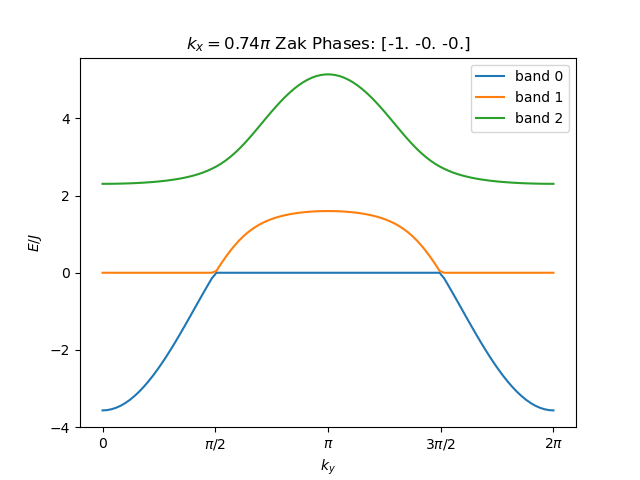 k_x = 0.74π Zak Phases: [-1. -0. -0.]
band 0
band 1
band 2
4
2
0
−2
−4
E/J
0 π/2 π 3π/2 2π
k_y